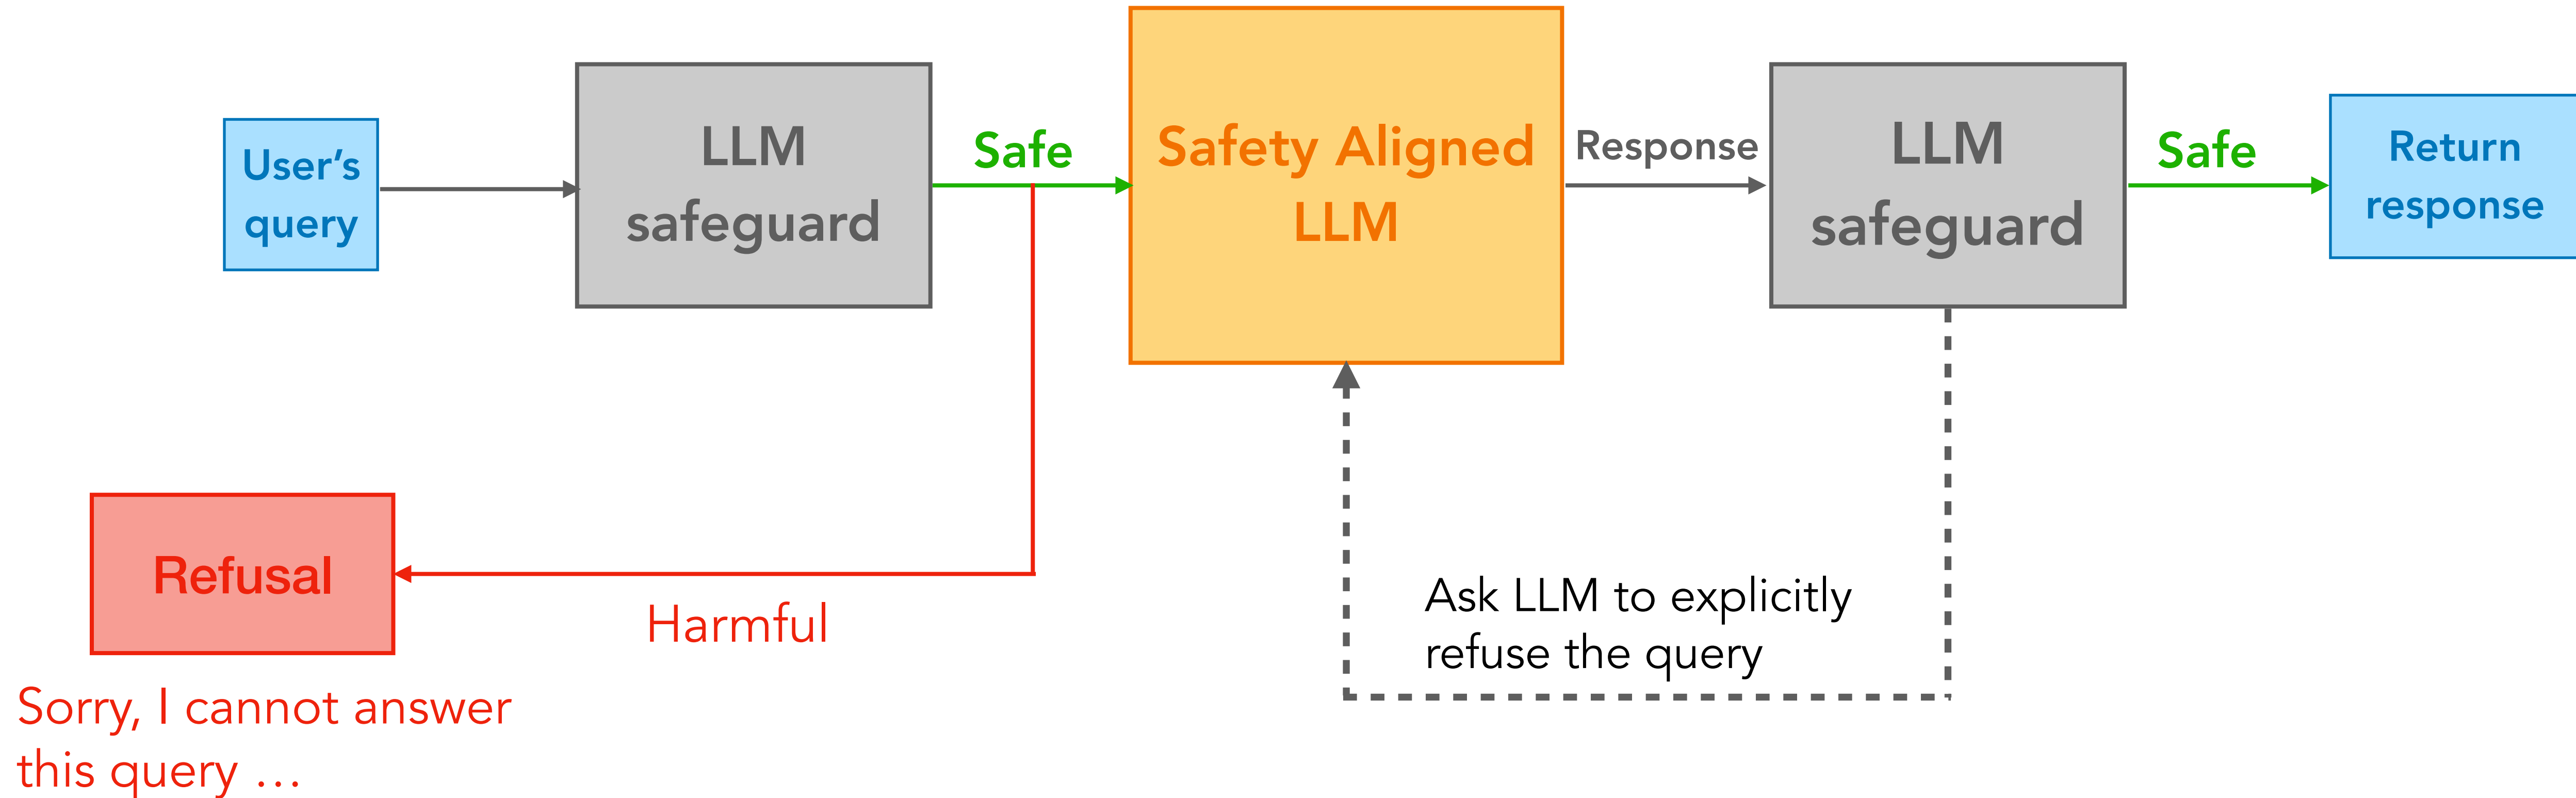 User's
query
LLM
safeguard
Safe
Safety Aligned
LLM
Response
LLM
safeguard
Safe
Return
response
Refusal
Harmful
Sorry, I cannot answer
this query …
Ask LLM to explicitly
refuse the query